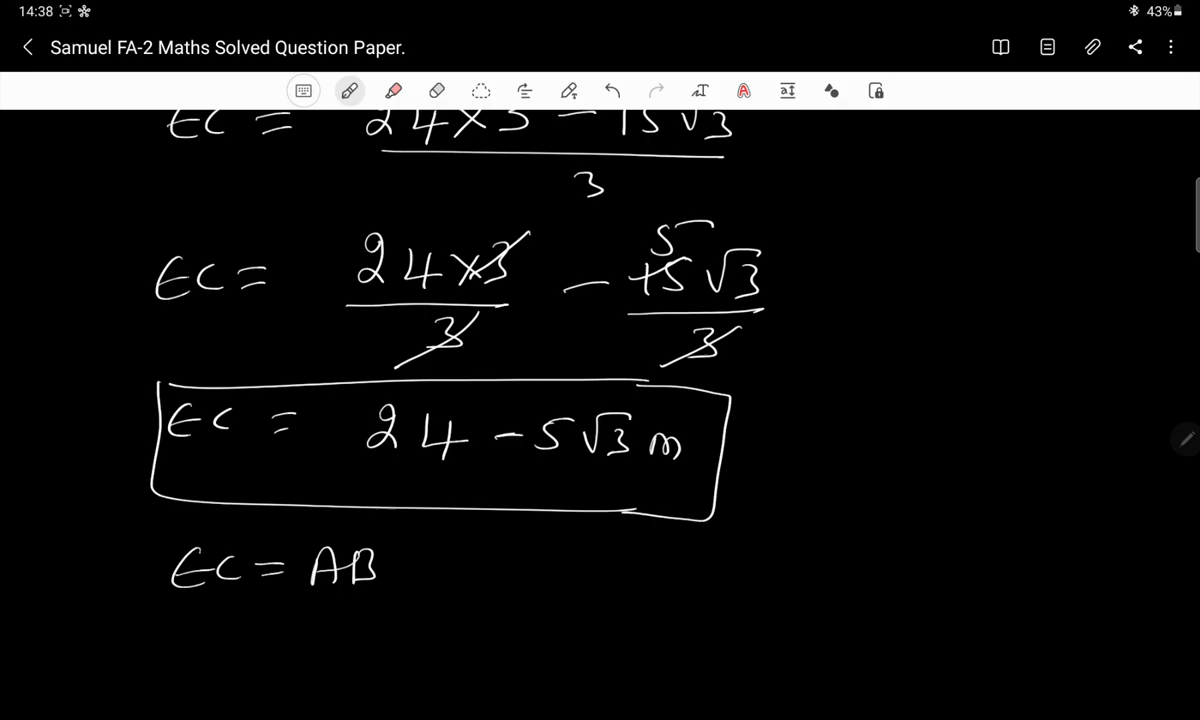 14:38 43%
Samuel FA-2 Maths Solved Question Paper.
EC = 24×3 - 15√3
3
5
EC = 24×3 - 15√3
3 3
EC = 24 - 5√3 m
EC = AB